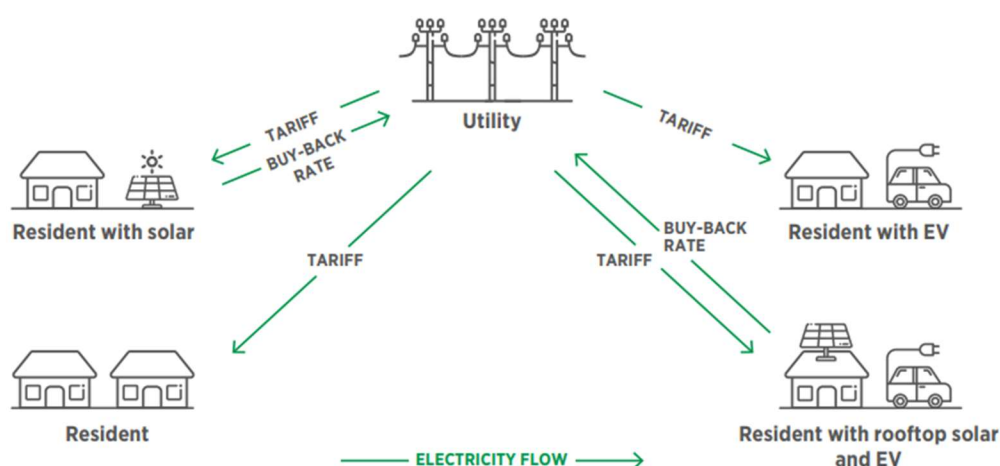 Utility
TARIFF
BUY-BACK
RATE
TARIFF
Resident with solar
Resident with EV
TARIFF
TARIFF
BUY-BACK
RATE
Resident
Resident with rooftop solar
and EV
ELECTRICITY FLOW